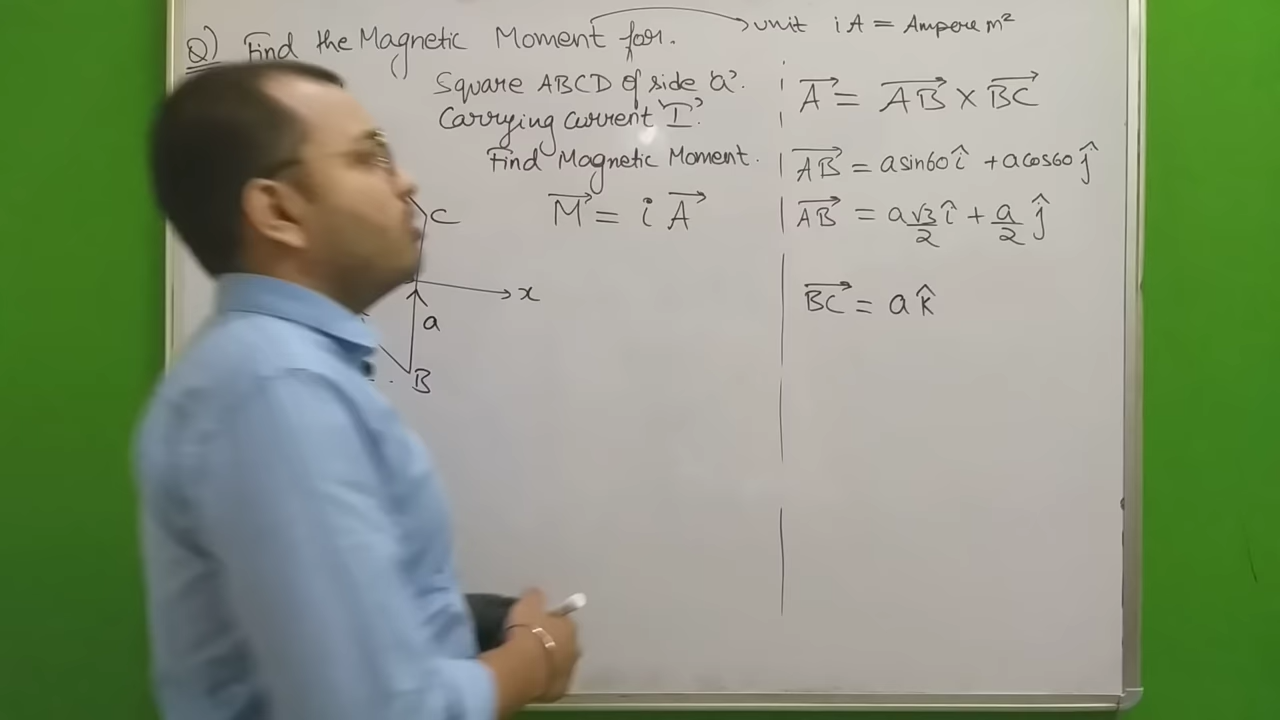 Q) Find the Magnetic Moment for.
unit iA = Ampere m²
Square ABCD of side 'a'.
Carrying current 'I'.
Find Magnetic Moment.
M⃗ = i A⃗
C
x
a
B
A⃗ = AB⃗ × BC⃗
AB⃗ = a sin60 î + a cos60 ĵ
AB⃗ = a √3/2 î + a/2 ĵ
BC⃗ = a k̂